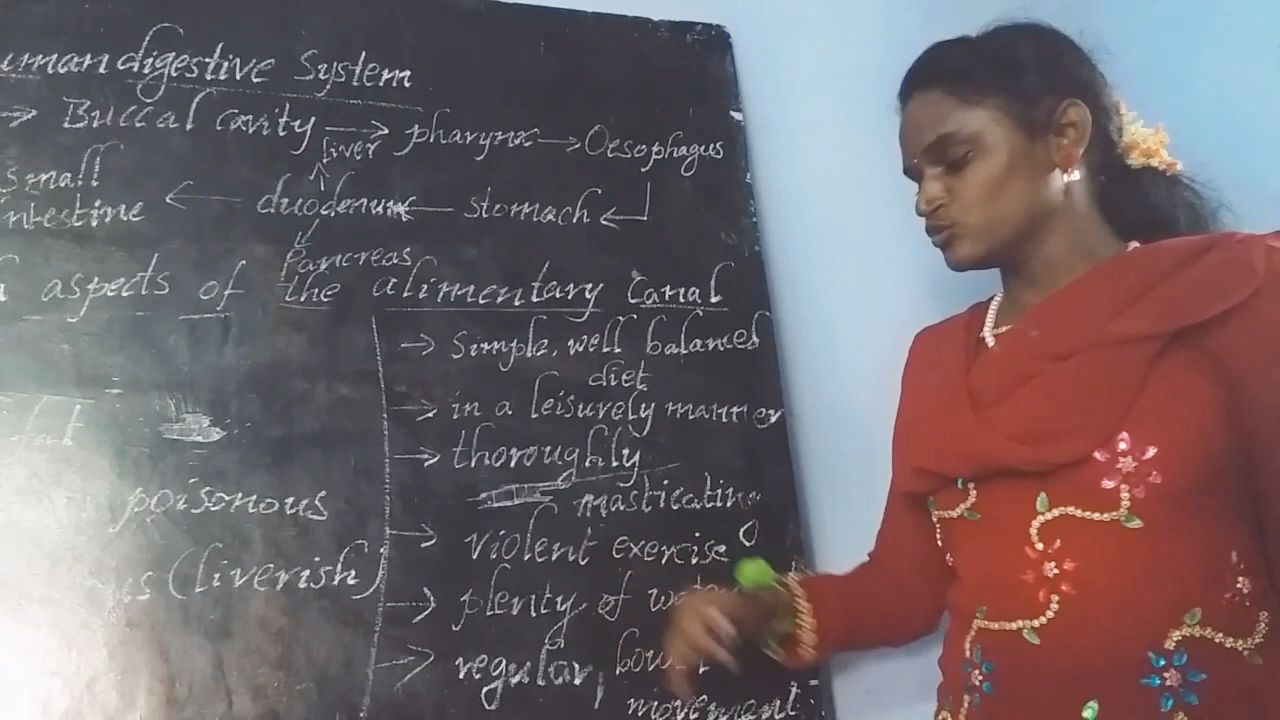 uman digestive System
→ Buccal cavity → pharynx → Oesophagus
liver
small
intestine ← duodenum ← stomach ↵
Pancreas
aspects of the alimentary Canal
→ Simple, well balanced
diet
→ in a leisurely manner
→ thoroughly
masticating
poisonous
→ violent exercise
(liverish)
→ plenty of
→ regular,
movement